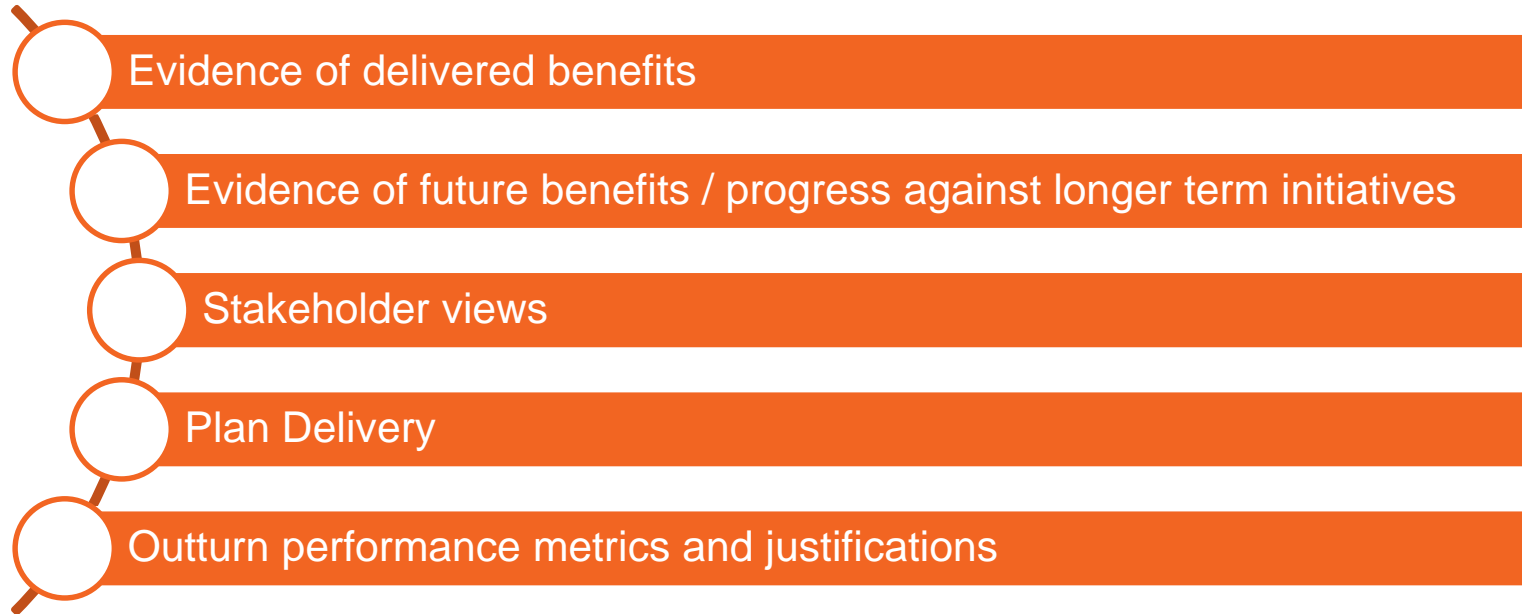 Evidence of delivered benefits
Evidence of future benefits / progress against longer term initiatives
Stakeholder views
Plan Delivery
Outturn performance metrics and justifications